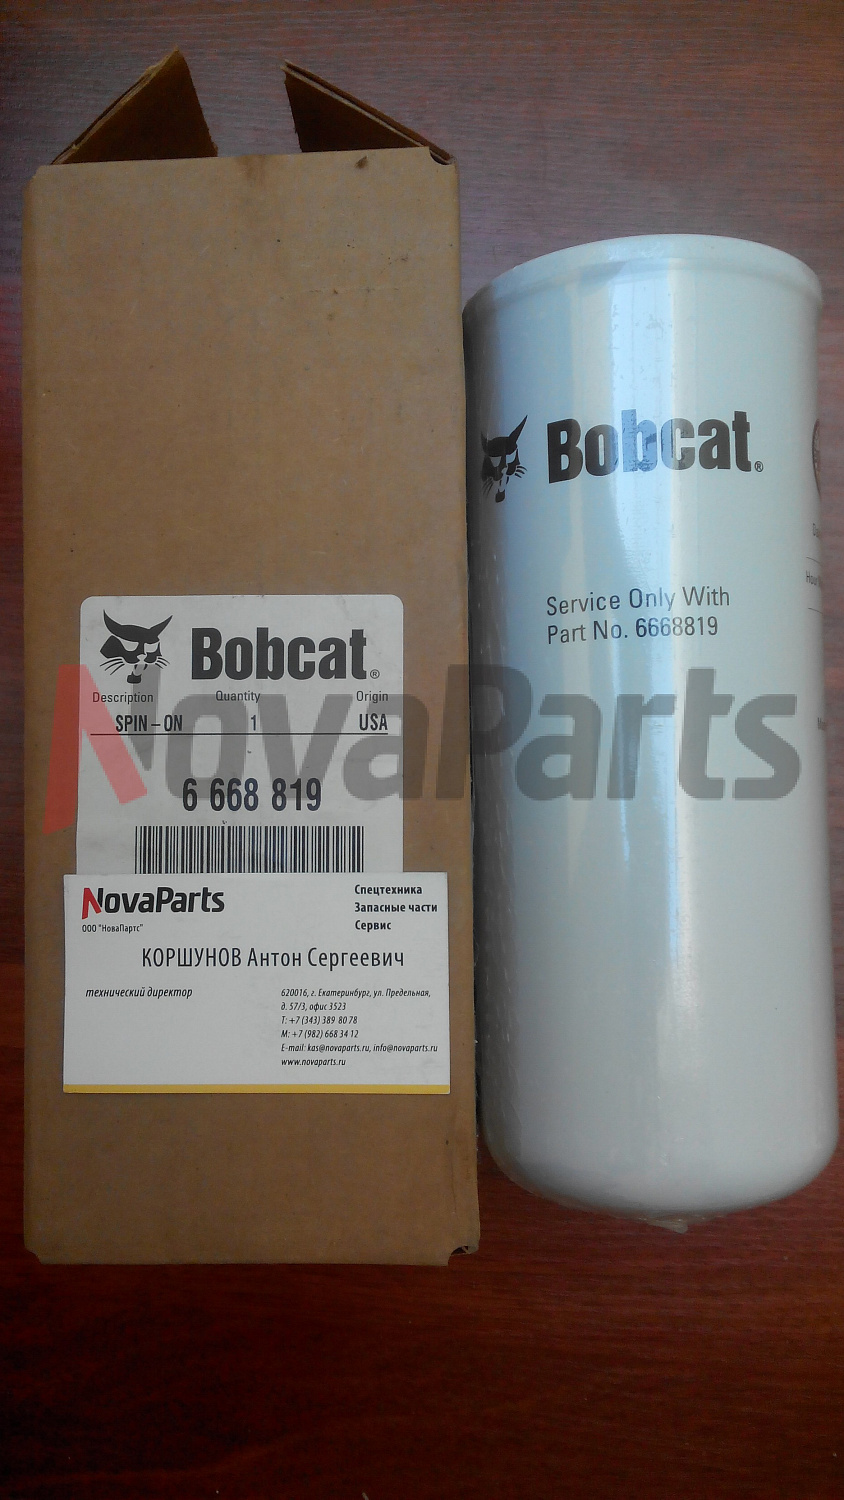 Bobcat®
Description Quantity Origin
SPIN-ON 1 USA
6 668 819
NovaParts
ООО "НоваПартс"
Спецтехника
Запасные части
Сервис
КОРШУНОВ Антон Сергеевич
технический директор
620016, г. Екатеринбург, ул. Предельная,
д. 57/3, офис 3523
Т: +7 (343) 389 80 78
М: +7 (982) 668 34 12
E-mail: kas@novaparts.ru, info@novaparts.ru
www.novaparts.ru
Bobcat®
Service Only With
Part No. 6668819
NovaParts